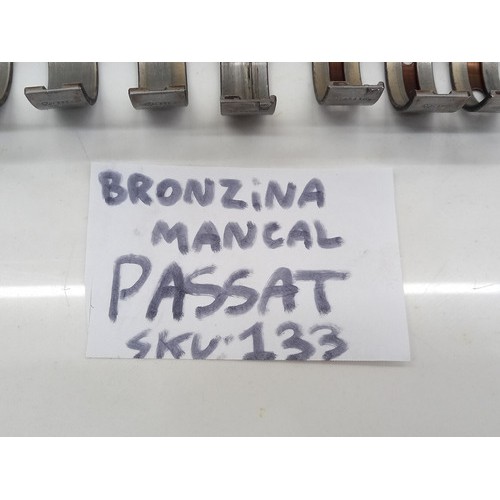 BRONZiNA
MANCAL
PASSAT
SKU-133